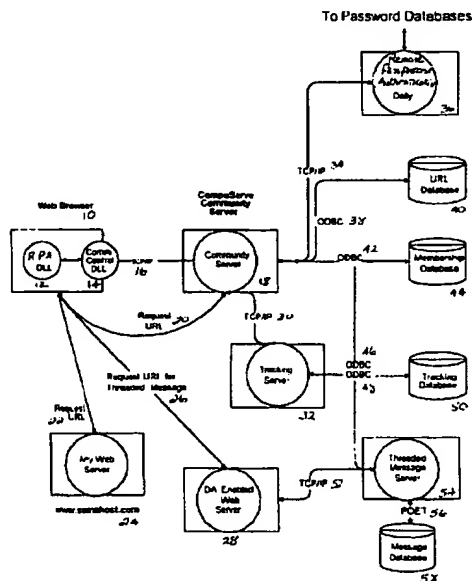 To Password Databases
Remote
Passphrase
Authentication
Daily
36
TCP/IP 34
URL
Database
40
ODBC 38
Web Browser 10
CompuServe
Community
Server
RPA
DLL
12
Comm
Control
DLL
14
16
Community
Server
18
ODBC 42
Membership
Database
44
Request
URL
20
TCP/IP 30
Request URL for
Threaded Message
26
Tracking
Server
32
46
ODBC
ODBC
48
Tracking
Database
50
Request
URL
22
Any Web
Server
www.somehost.com
24
DA Enabled
Web
Server
28
TCP/IP 52
Threaded
Message
Server
54
POET 56
Message
Database
58